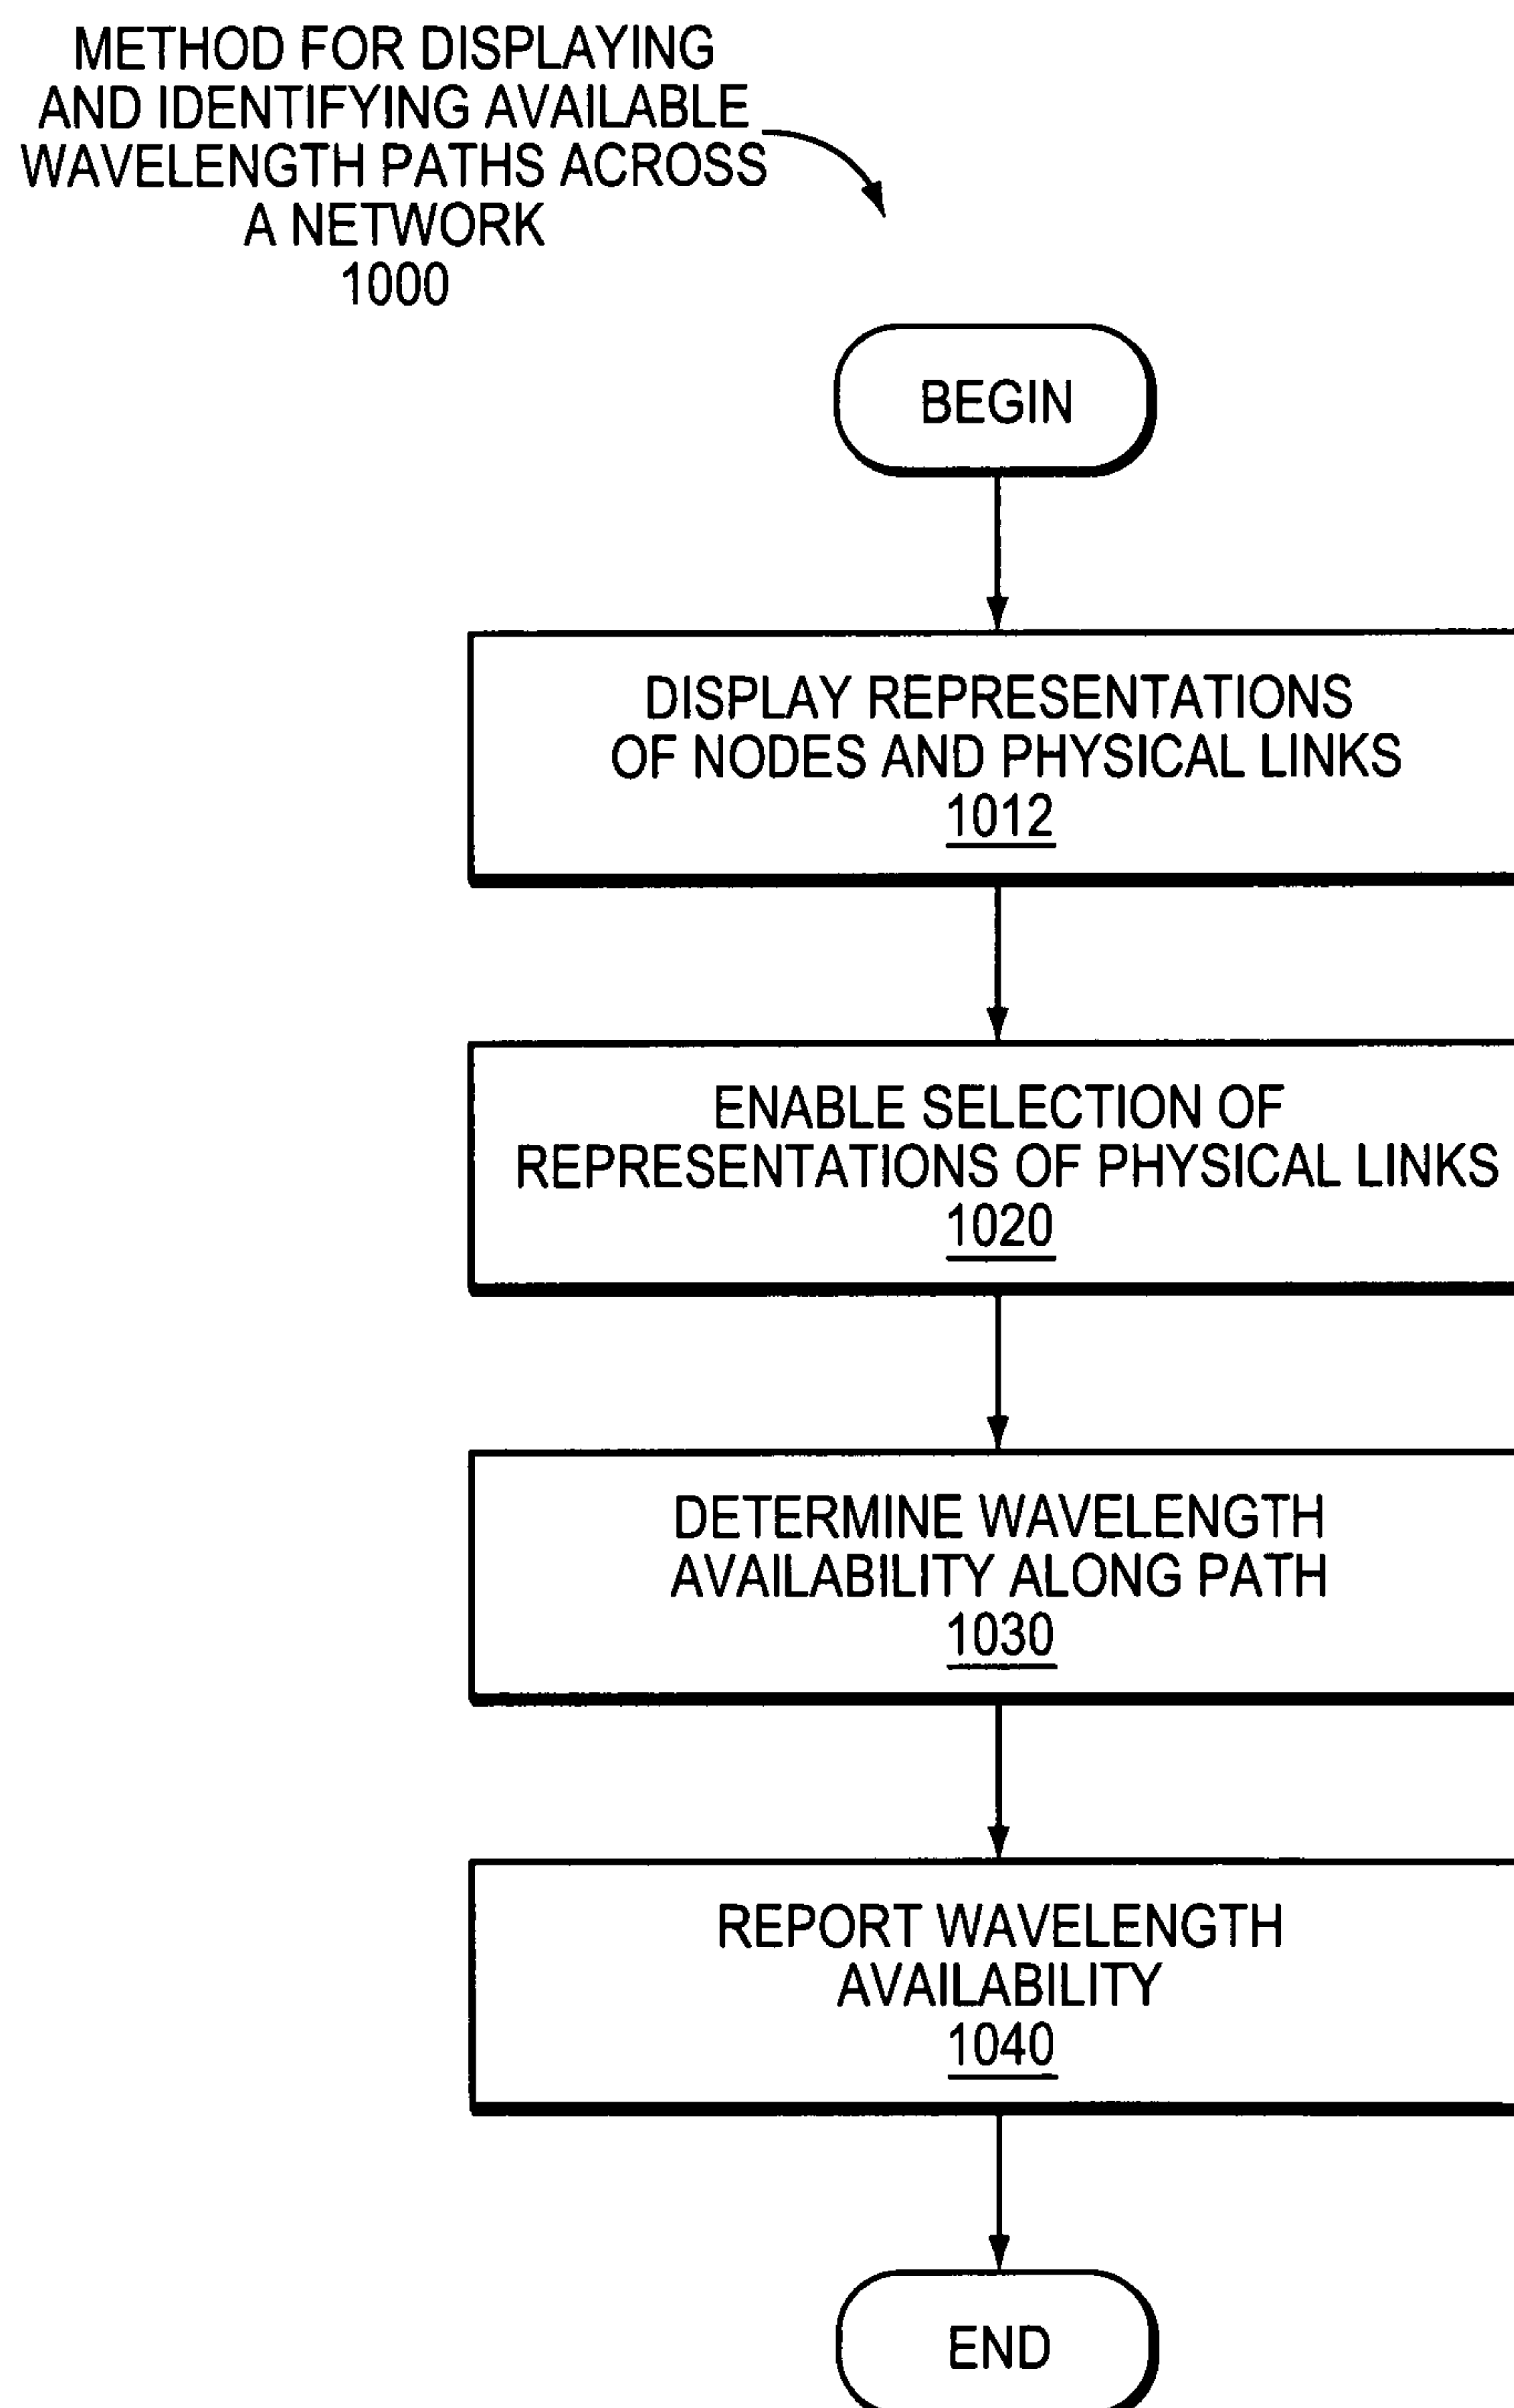 METHOD FOR DISPLAYING
AND IDENTIFYING AVAILABLE
WAVELENGTH PATHS ACROSS
A NETWORK
1000
BEGIN
DISPLAY REPRESENTATIONS
OF NODES AND PHYSICAL LINKS
1012
ENABLE SELECTION OF
REPRESENTATIONS OF PHYSICAL LINKS
1020
DETERMINE WAVELENGTH
AVAILABILITY ALONG PATH
1030
REPORT WAVELENGTH
AVAILABILITY
1040
END